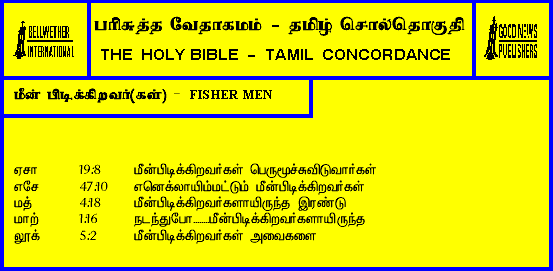 BELLWETHER
INTERNATIONAL
பரிசுத்த வேதாகமம் - தமிழ் சொல்தொகுதி
THE HOLY BIBLE - TAMIL CONCORDANCE
GOOD NEWS
PUBLISHERS
மீன் பிடிக்கிறவர்(கள்) - FISHER MEN
ஏசா 19:8 மீன்பிடிக்கிறவர்கள் பெருமூச்சுவிடுவார்கள்
எசே 47:10 எனெக்லாயிம்மட்டும் மீன்பிடிக்கிறவர்கள்
மத் 4:18 மீன்பிடிக்கிறவர்களாயிருந்த இரண்டு
மாற் 1:16 நடந்துபோ.......மீன்பிடிக்கிறவர்களாயிருந்த
லூக் 5:2 மீன்பிடிக்கிறவர்கள் அவைகளை